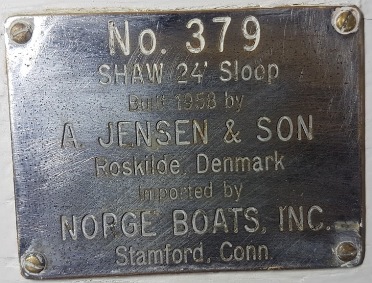 No. 379
SHAW 24' Sloop
Built 1958 by
A. JENSEN & SON
Roskilde, Denmark
Imported by
NORGE BOATS, INC.
Stamford, Conn.